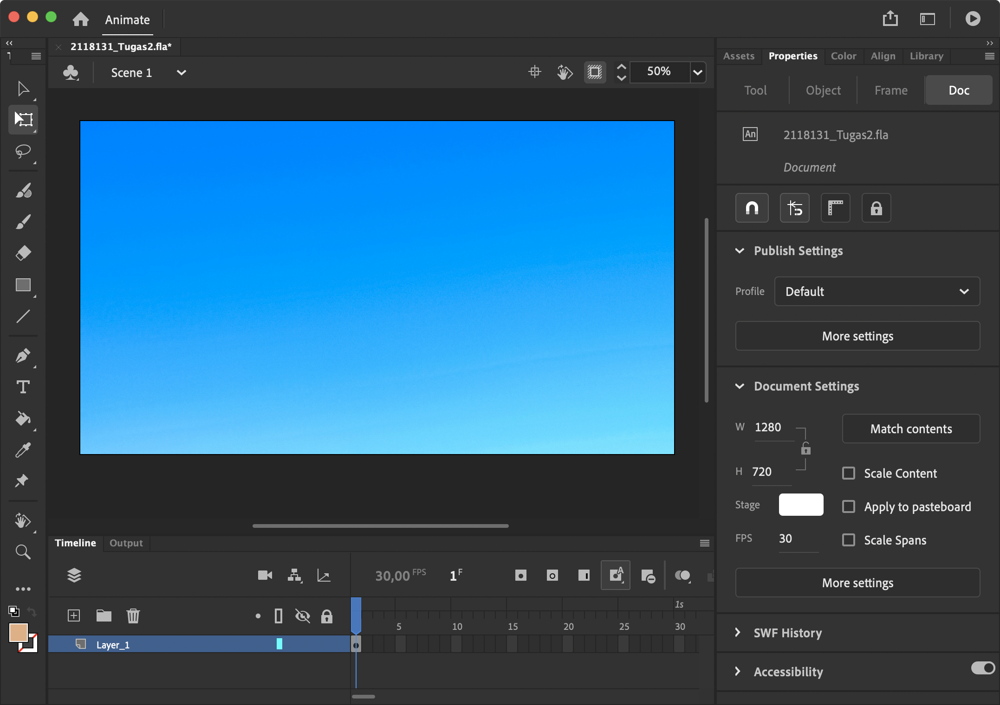 Animate
2118131_Tugas2.fla*
Scene 1
50%
Assets
Properties
Color
Align
Library
Tool
Object
Frame
Doc
An
2118131_Tugas2.fla
Document
Publish Settings
Profile
Default
More settings
Document Settings
W 1280
Match contents
H 720
Scale Content
Stage
Apply to pasteboard
FPS 30
Scale Spans
More settings
SWF History
Accessibility
Timeline
Output
30,00 FPS
1 F
1s
5 10 15 20 25 30
Layer_1